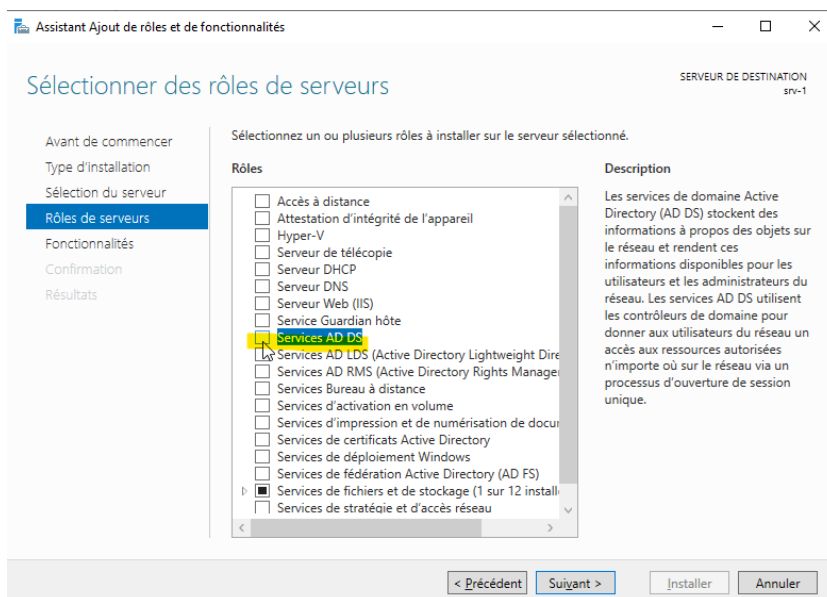 Assistant Ajout de rôles et de fonctionnalités
Sélectionner des rôles de serveurs
SERVEUR DE DESTINATION
srv-1
Avant de commencer
Type d'installation
Sélection du serveur
Rôles de serveurs
Fonctionnalités
Confirmation
Résultats
Sélectionnez un ou plusieurs rôles à installer sur le serveur sélectionné.
Rôles
Accès à distance
Attestation d'intégrité de l'appareil
Hyper-V
Serveur de télécopie
Serveur DHCP
Serveur DNS
Serveur Web (IIS)
Service Guardian hôte
Services AD DS
Services AD LDS (Active Directory Lightweight Dire
Services AD RMS (Active Directory Rights Manage
Services Bureau à distance
Services d'activation en volume
Services d'impression et de numérisation de docu
Services de certificats Active Directory
Services de déploiement Windows
Services de fédération Active Directory (AD FS)
Services de fichiers et de stockage (1 sur 12 install
Services de stratégie et d'accès réseau
Description
Les services de domaine Active
Directory (AD DS) stockent des
informations à propos des objets sur
le réseau et rendent ces
informations disponibles pour les
utilisateurs et les administrateurs du
réseau. Les services AD DS utilisent
les contrôleurs de domaine pour
donner aux utilisateurs du réseau un
accès aux ressources autorisées
n'importe où sur le réseau via un
processus d'ouverture de session
unique.
< Précédent
Suivant >
Installer
Annuler